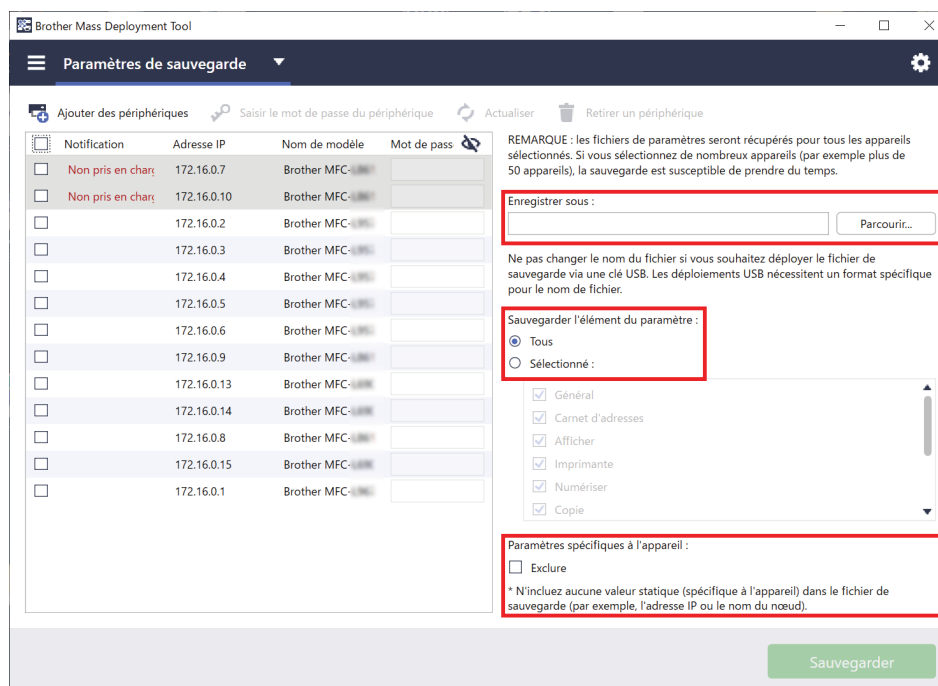 Brother Mass Deployment Tool
Paramètres de sauvegarde
Ajouter des périphériques
Saisir le mot de passe du périphérique
Actualiser
Retirer un périphérique
Notification Adresse IP Nom de modèle Mot de pass
Non pris en charg 172.16.0.7 Brother MFC-
Non pris en charg 172.16.0.10 Brother MFC-
172.16.0.2 Brother MFC-
172.16.0.3 Brother MFC-
172.16.0.4 Brother MFC-
172.16.0.5 Brother MFC-
172.16.0.6 Brother MFC-
172.16.0.9 Brother MFC-
172.16.0.13 Brother MFC-
172.16.0.14 Brother MFC-
172.16.0.8 Brother MFC-
172.16.0.15 Brother MFC-
172.16.0.1 Brother MFC-
REMARQUE : les fichiers de paramètres seront récupérés pour tous les appareils
sélectionnés. Si vous sélectionnez de nombreux appareils (par exemple plus de
50 appareils), la sauvegarde est susceptible de prendre du temps.
Enregistrer sous :
Parcourir...
Ne pas changer le nom du fichier si vous souhaitez déployer le fichier de
sauvegarde via une clé USB. Les déploiements USB nécessitent un format spécifique
pour le nom de fichier.
Sauvegarder l'élément du paramètre :
Tous
Sélectionné :
Général
Carnet d'adresses
Afficher
Imprimante
Numériser
Copie
Paramètres spécifiques à l'appareil :
Exclure
* N'incluez aucune valeur statique (spécifique à l'appareil) dans le fichier de
sauvegarde (par exemple, l'adresse IP ou le nom du nœud).
Sauvegarder